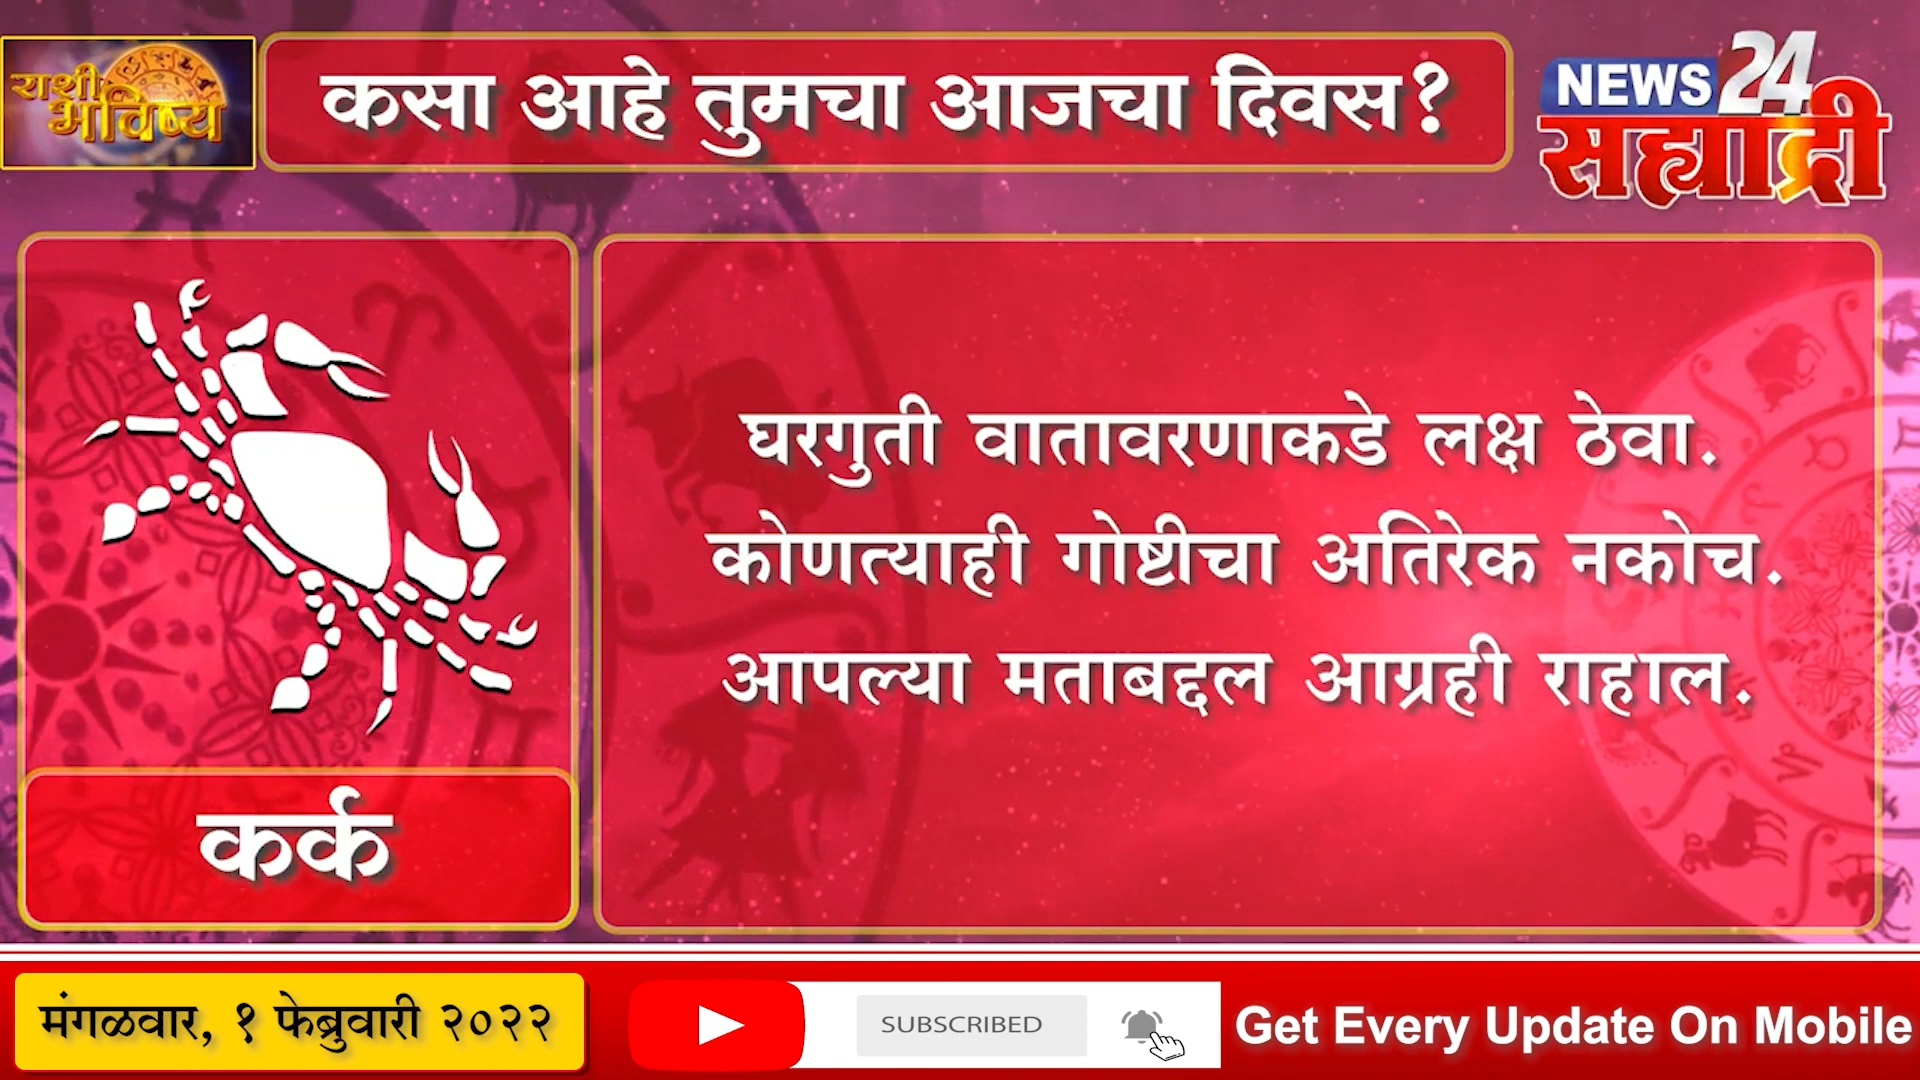 राशी
भविष्य
कसा आहे तुमचा आजचा दिवस?
NEWS 24
सह्याद्री
घरगुती वातावरणाकडे लक्ष ठेवा.
कोणत्याही गोष्टीचा अतिरेक नकोच.
आपल्या मताबद्दल आग्रही राहाल.
कर्क
मंगळवार, १ फेब्रुवारी २०२२
SUBSCRIBED
Get Every Update On Mobile